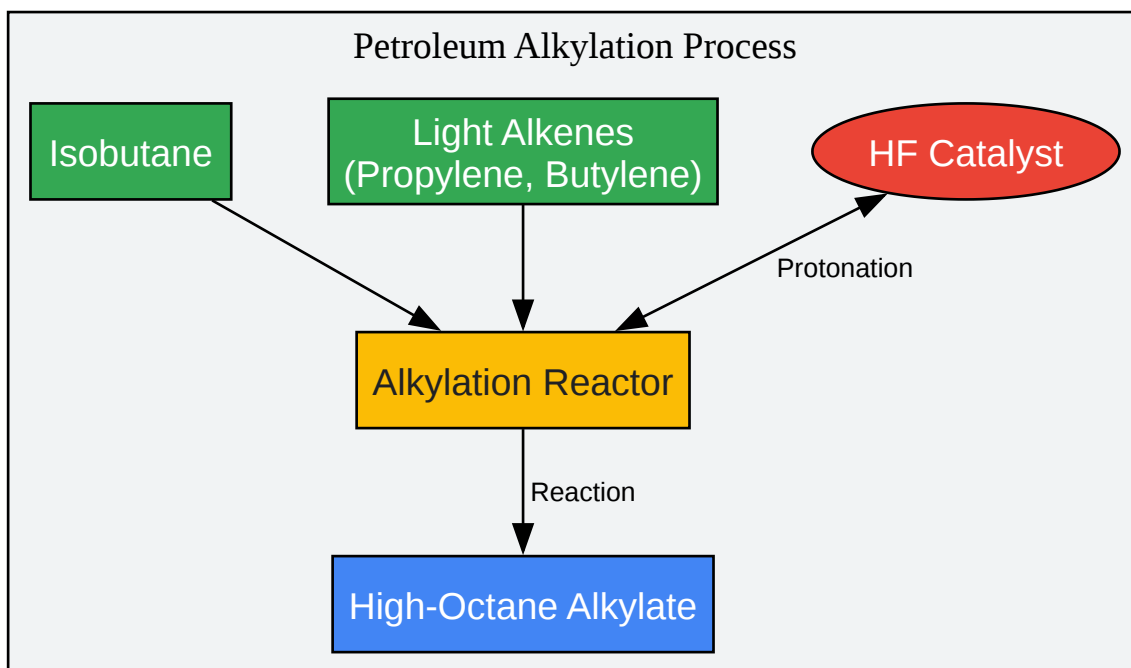 Petroleum Alkylation Process
Isobutane
Light Alkenes
(Propylene, Butylene)
HF Catalyst
Protonation
Alkylation Reactor
Reaction
High-Octane Alkylate